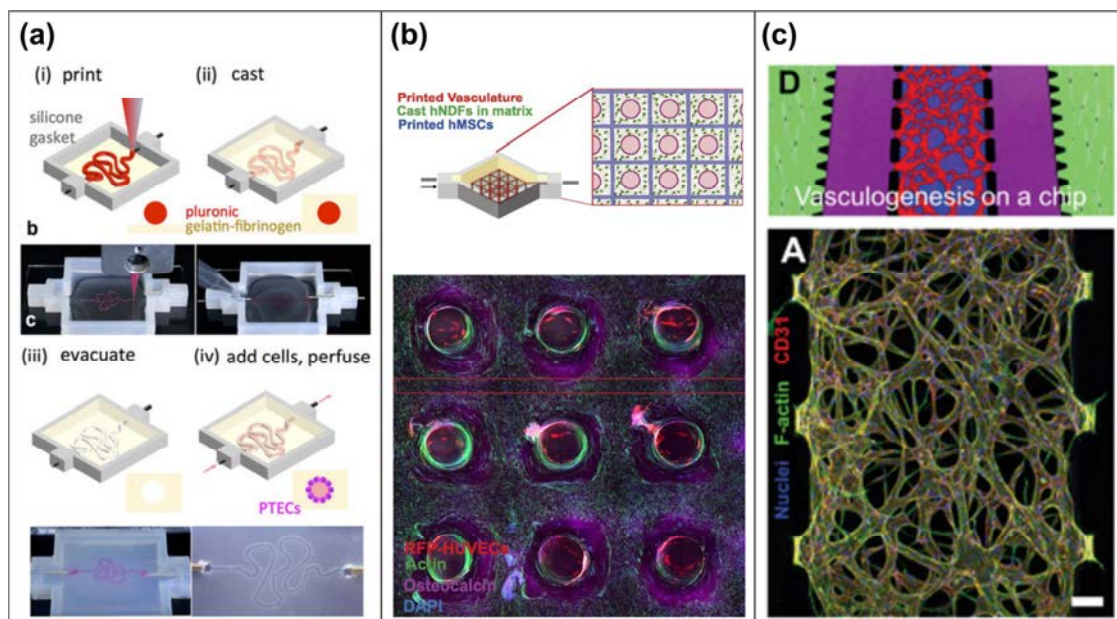 (a)
(i) print
(ii) cast
silicone
gasket
pluronic
gelatin-fibrinogen
b
c
(iii) evacuate
(iv) add cells, perfuse
PTECs
(b)
Printed Vasculature
Cast hNDFs in matrix
Printed hMSCs
RFP-HUVECs
Actin
Osteocalcin
DAPI
(c)
D
Vasculogenesis on a chip
A
Nuclei F-actin CD31